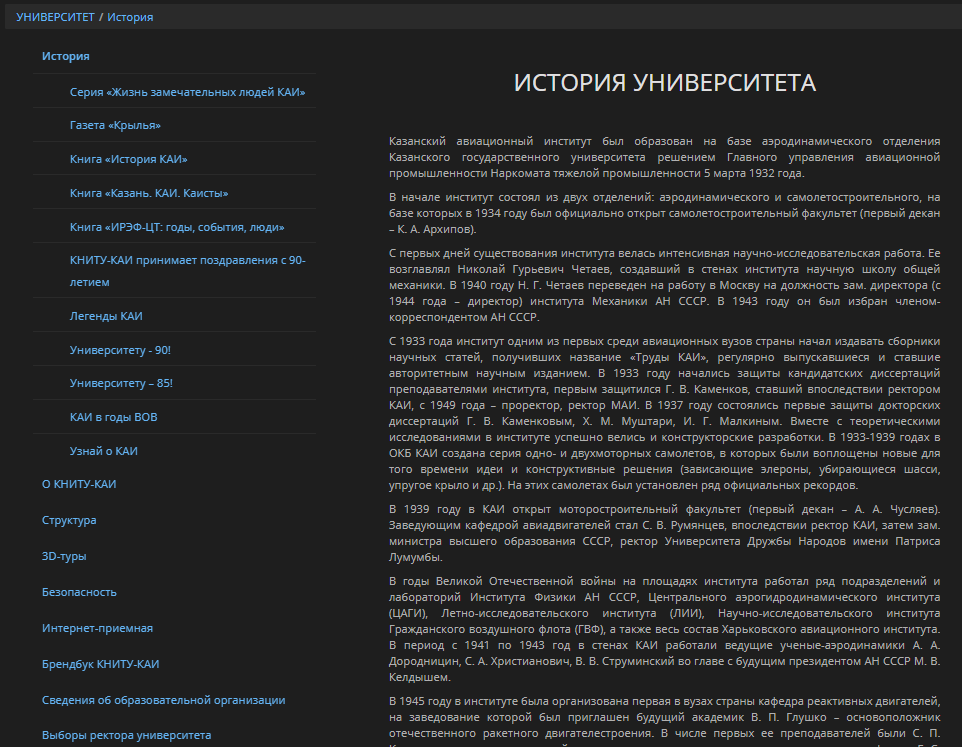 УНИВЕРСИТЕТ / История
История
Серия «Жизнь замечательных людей КАИ»
Газета «Крылья»
Книга «История КАИ»
Книга «Казань. КАИ. Каисты»
Книга «ИРЭФ-ЦТ: годы, события, люди»
КНИТУ-КАИ принимает поздравления с 90-
летием
Легенды КАИ
Университету - 90!
Университету – 85!
КАИ в годы ВОВ
Узнай о КАИ
О КНИТУ-КАИ
Структура
3D-туры
Безопасность
Интернет-приемная
Брендбук КНИТУ-КАИ
Сведения об образовательной организации
Выборы ректора университета
ИСТОРИЯ УНИВЕРСИТЕТА
Казанский авиационный институт был образован на базе аэродинамического отделения
Казанского государственного университета решением Главного управления авиационной
промышленности Наркомата тяжелой промышленности 5 марта 1932 года.
В начале институт состоял из двух отделений: аэродинамического и самолетостроительного, на
базе которых в 1934 году был официально открыт самолетостроительный факультет (первый декан
– К. А. Архипов).
С первых дней существования института велась интенсивная научно-исследовательская работа. Ее
возглавлял Николай Гурьевич Четаев, создавший в стенах института научную школу общей
механики. В 1940 году Н. Г. Четаев переведен на работу в Москву на должность зам. директора (с
1944 года – директор) института Механики АН СССР. В 1943 году он был избран членом-
корреспондентом АН СССР.
С 1933 года институт одним из первых среди авиационных вузов страны начал издавать сборники
научных статей, получивших название «Труды КАИ», регулярно выпускавшиеся и ставшие
авторитетным научным изданием. В 1933 году начались защиты кандидатских диссертаций
преподавателями института, первым защитился Г. В. Каменков, ставший впоследствии ректором
КАИ, с 1949 года – проректор, ректор МАИ. В 1937 году состоялись первые защиты докторских
диссертаций Г. В. Каменковым, Х. М. Муштари, И. Г. Малкиным. Вместе с теоретическими
исследованиями в институте успешно велись и конструкторские разработки. В 1933-1939 годах в
ОКБ КАИ создана серия одно- и двухмоторных самолетов, в которых были воплощены новые для
того времени идеи и конструктивные решения (зависающие элероны, убирающиеся шасси,
упругое крыло и др.). На этих самолетах был установлен ряд официальных рекордов.
В 1939 году в КАИ открыт моторостроительный факультет (первый декан – А. А. Чусляев).
Заведующим кафедрой авиадвигателей стал С. В. Румянцев, впоследствии ректор КАИ, затем зам.
министра высшего образования СССР, ректор Университета Дружбы Народов имени Патриса
Лумумбы.
В годы Великой Отечественной войны на площадях института работал ряд подразделений и
лабораторий Института Физики АН СССР, Центрального аэрогидродинамического института
(ЦАГИ), Летно-исследовательского института (ЛИИ), Научно-исследовательского института
Гражданского воздушного флота (ГВФ), а также весь состав Харьковского авиационного института.
В период с 1941 по 1943 год в стенах КАИ работали ведущие ученые-аэродинамики А. А.
Дородницин, С. А. Христианович, В. В. Струминский во главе с будущим президентом АН СССР М. В.
Келдышем.
В 1945 году в институте была организована первая в вузах страны кафедра реактивных двигателей,
на заведование которой был приглашен будущий академик В. П. Глушко – основоположник
отечественного ракетного двигателестроения. В числе первых ее преподавателей были С. П.